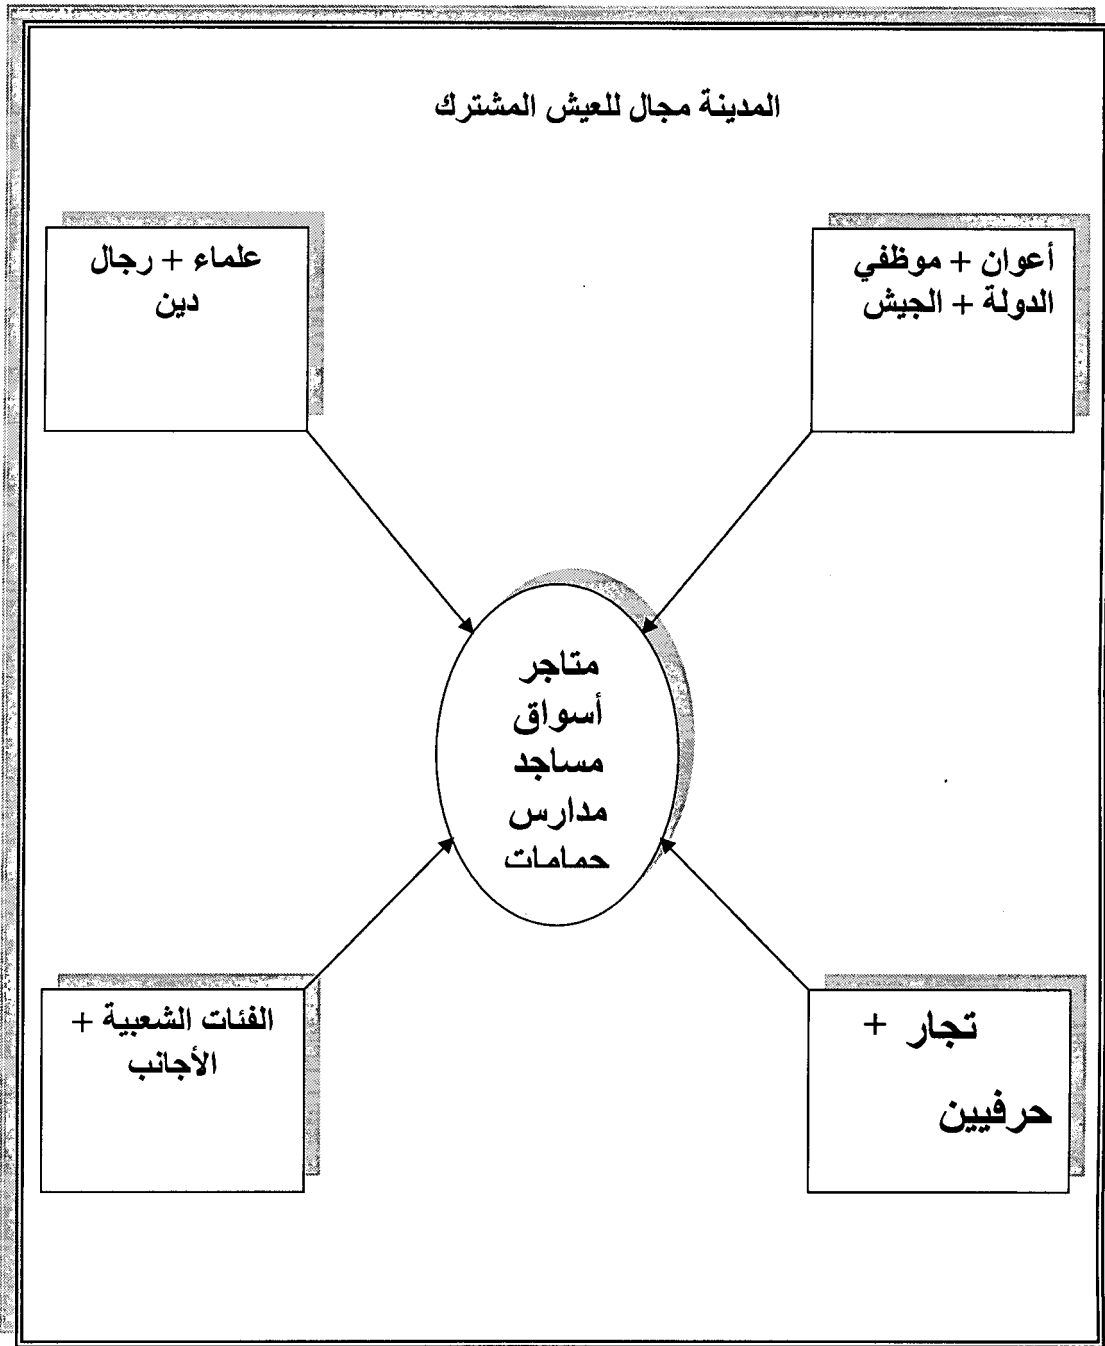 المدينة مجال للعيش المشترك
أعوان + موظفي
الدولة + الجيش
علماء + رجال
دين
متاجر
أسواق
مساجد
مدارس
حمامات
تجار +
حرفيين
الفئات الشعبية +
الأجانب